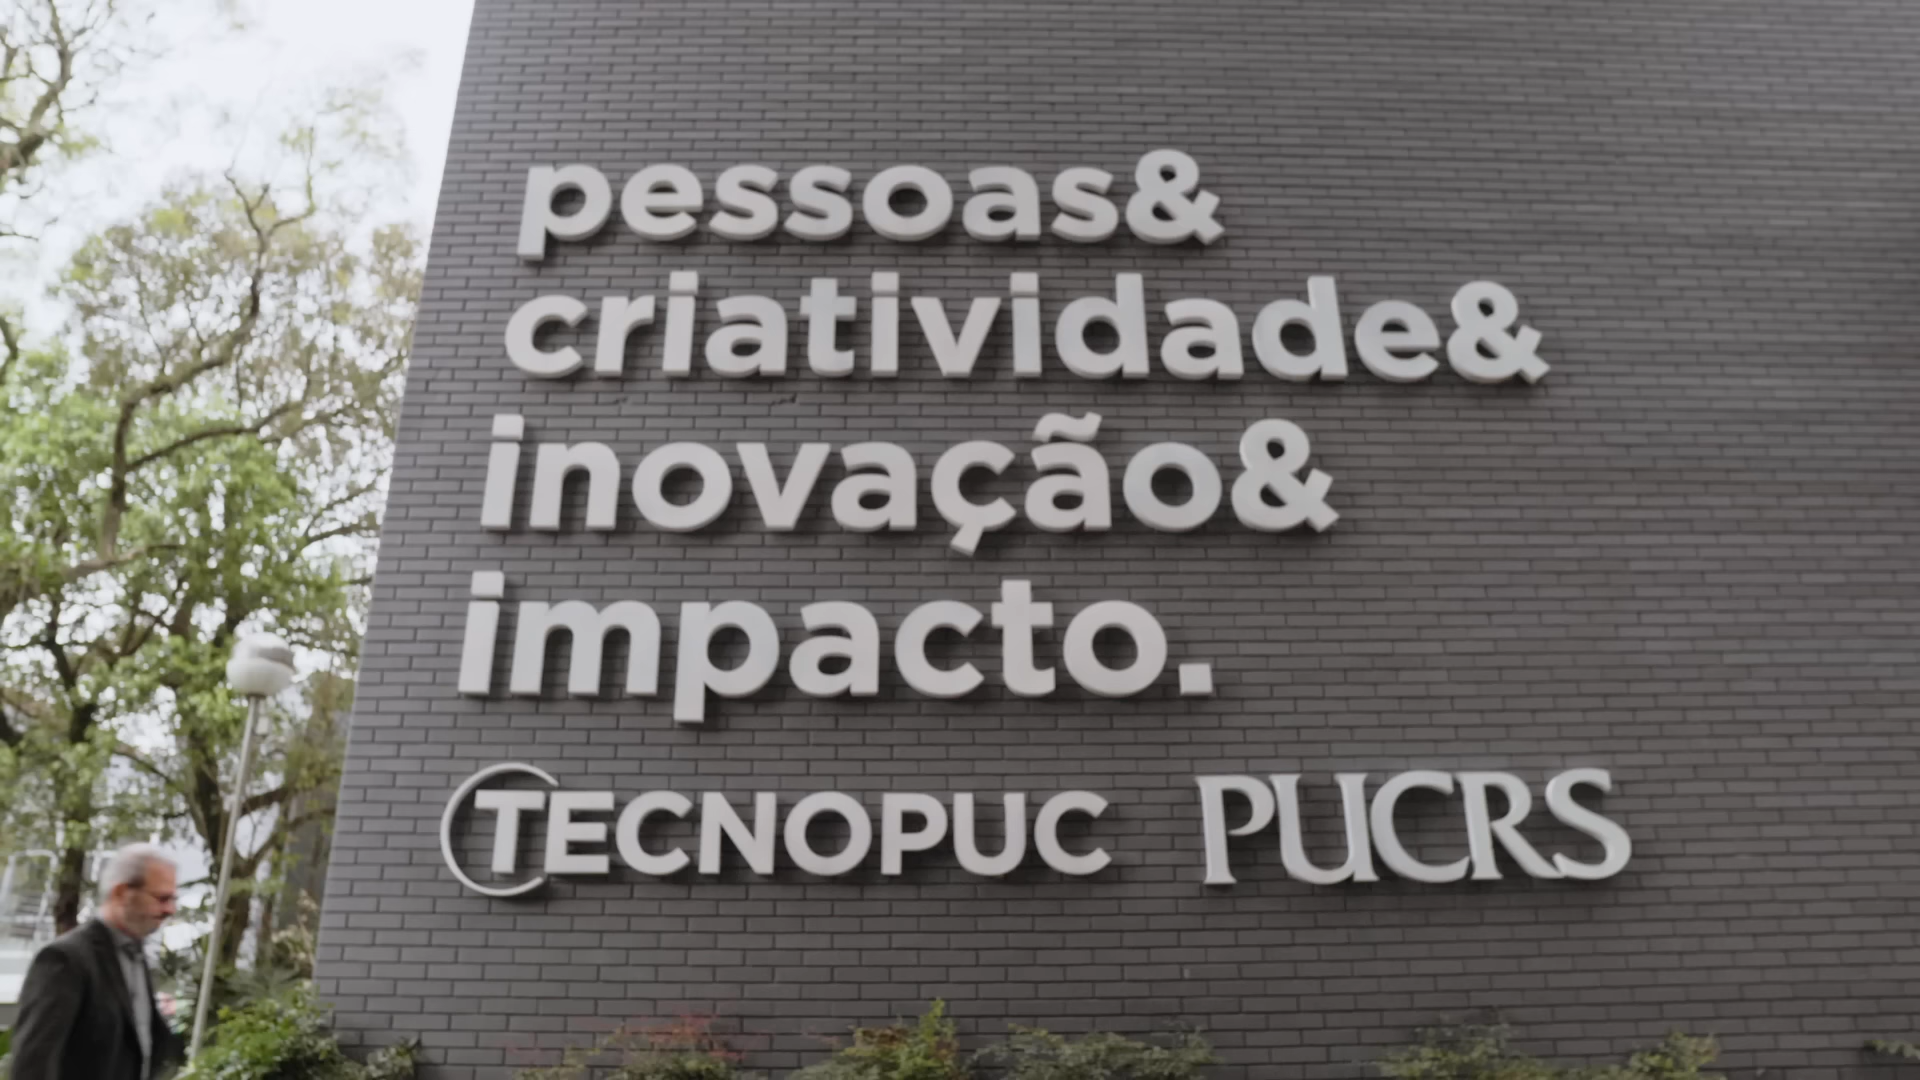 pessoas&
criatividade&
inovação&
impacto.
TECNOPUC PUCRS